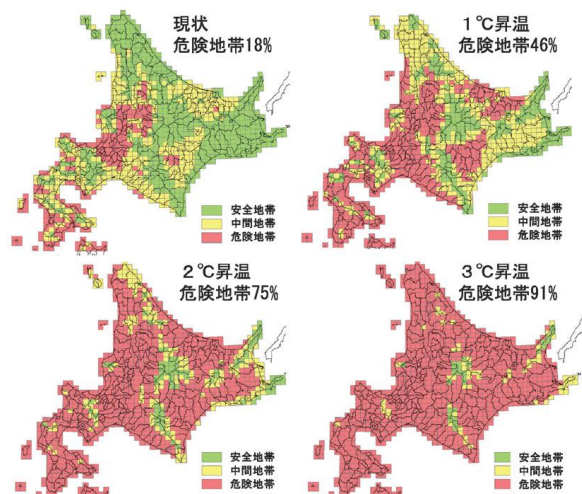 現状
危険地帯18%
安全地帯
中間地帯
危険地帯
1℃昇温
危険地帯46%
安全地帯
中間地帯
危険地帯
2℃昇温
危険地帯75%
安全地帯
中間地帯
危険地帯
3℃昇温
危険地帯91%
安全地帯
中間地帯
危険地帯